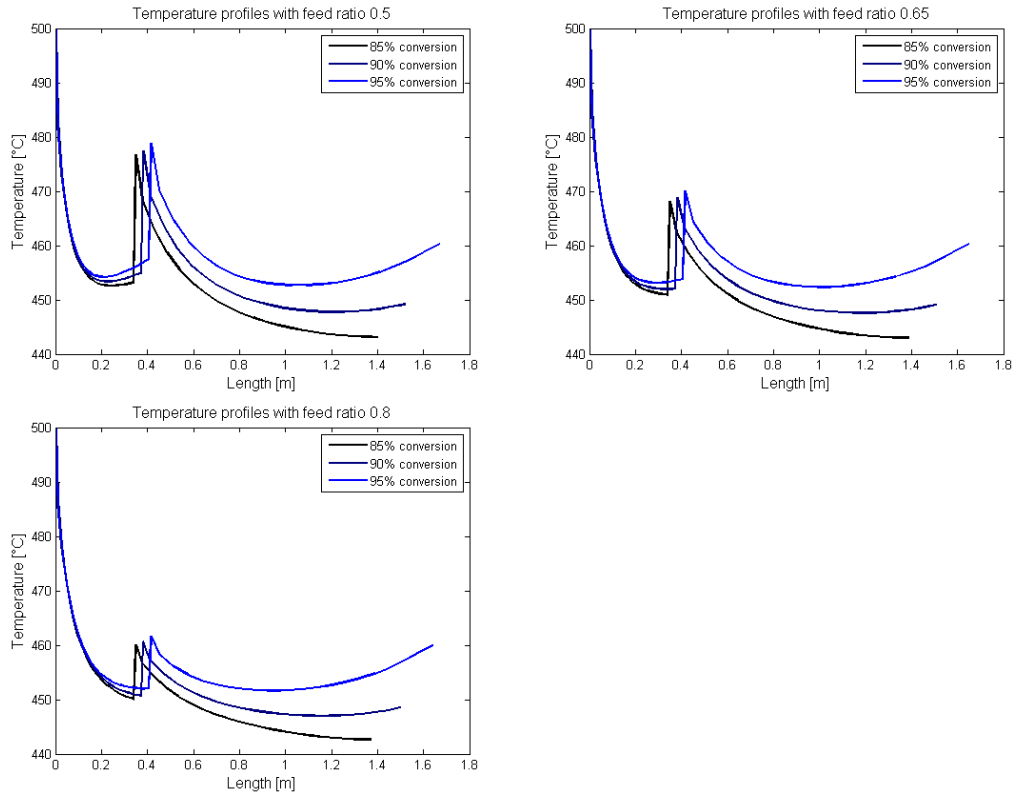 Temperature profiles with feed ratio 0.5
500
490
480
470
460
450
440
Temperature [°C]
85% conversion
90% conversion
95% conversion
0 0.2 0.4 0.6 0.8 1 1.2 1.4 1.6 1.8
Length [m]
Temperature profiles with feed ratio 0.65
500
490
480
470
460
450
440
Temperature [°C]
85% conversion
90% conversion
95% conversion
0 0.2 0.4 0.6 0.8 1 1.2 1.4 1.6 1.8
Length [m]
Temperature profiles with feed ratio 0.8
500
490
480
470
460
450
440
Temperature [°C]
85% conversion
90% conversion
95% conversion
0 0.2 0.4 0.6 0.8 1 1.2 1.4 1.6 1.8
Length [m]